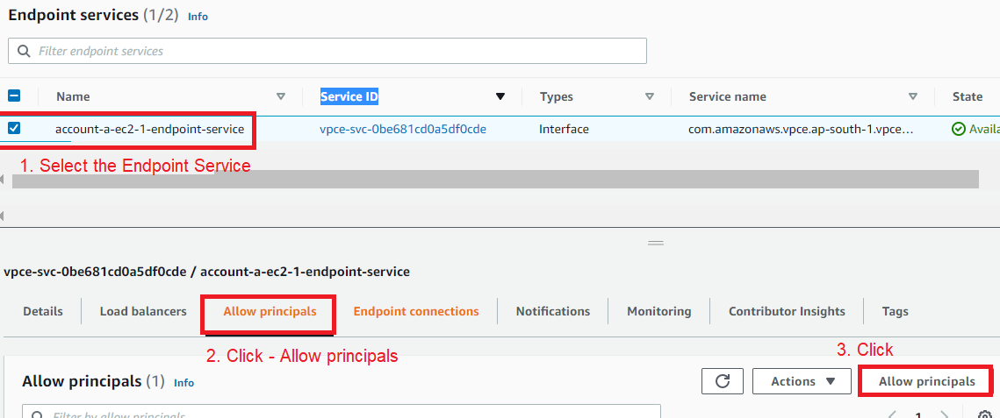 Endpoint services (1/2) Info
Filter endpoint services
Name Service ID Types Service name State
account-a-ec2-1-endpoint-service vpce-svc-0be681cd0a5df0cde Interface com.amazonaws.vpce.ap-south-1.vpce...
1. Select the Endpoint Service
vpce-svc-0be681cd0a5df0cde / account-a-ec2-1-endpoint-service
Details Load balancers Allow principals Endpoint connections Notifications Monitoring Contributor Insights Tags
2. Click - Allow principals
3. Click
Allow principals (1) Info Actions Allow principals
Filter by allow principals
1